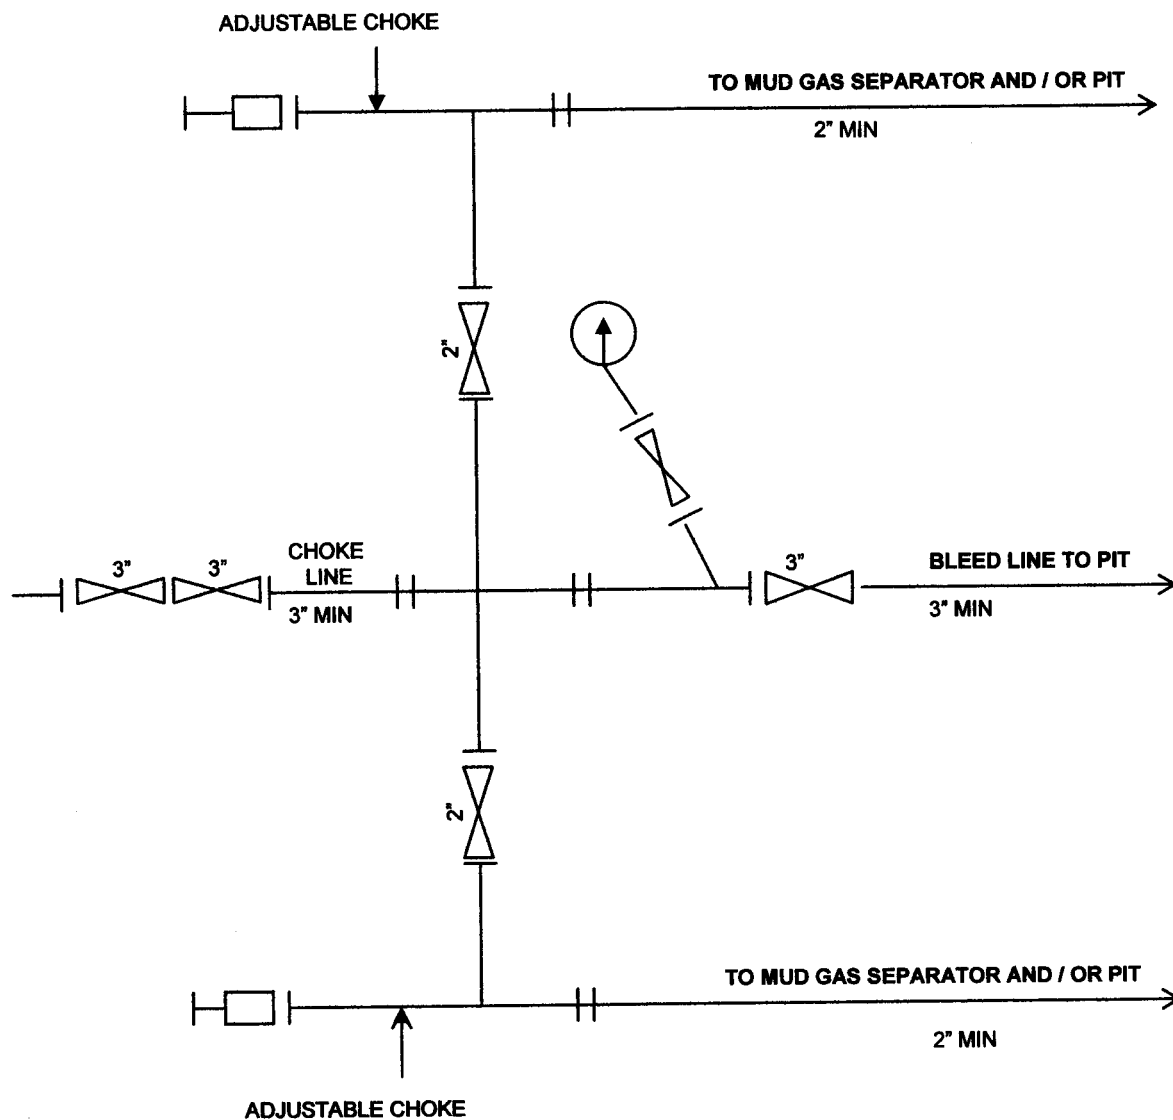 ADJUSTABLE CHOKE
TO MUD GAS SEPARATOR AND / OR PIT
2" MIN
2"
3"
3"
CHOKE
LINE
3" MIN
3"
BLEED LINE TO PIT
3" MIN
2"
TO MUD GAS SEPARATOR AND / OR PIT
2" MIN
ADJUSTABLE CHOKE